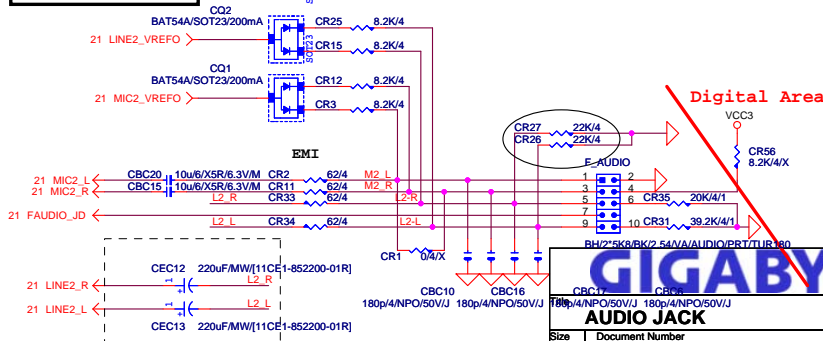 CQ2
BAT54A/SOT23/200mA
CR25 8.2K/4
21 LINE2_VREFO
SOT23
CR15 8.2K/4
CQ1
BAT54A/SOT23/200mA
CR12 8.2K/4
21 MIC2_VREFO
CR3 8.2K/4
Digital Area
VCC3
CR27 22K/4
CR26 22K/4
CR56
8.2K/4/X
EMI
F_AUDIO
CBC20 10u/6/X5R/6.3V/M CR2 62/4 M2_L
21 MIC2_L
1 2
CBC15 10u/6/X5R/6.3V/M CR11 62/4 M2_R
21 MIC2_R
3 4
L2_R CR33 62/4 L2-R
5 6 CR35 20K/4/1
21 FAUDIO_JD
7
L2_L CR34 62/4 L2-L
9 10 CR31 39.2K/4/1
BH/2*5K8/BK/2.54/VA/AUDIO/PRT/TUR180
CR1 0/4/X
CEC12 220uF/MW/[11CE1-852200-01R]
21 LINE2_R 1 + L2_R
21 LINE2_L 1 + L2_L
CEC13 220uF/MW/[11CE1-852200-01R]
CBC10 CBC16 CBC17 CBC6
180p/4/NPO/50V/J 180p/4/NPO/50V/J 180p/4/NPO/50V/J 180p/4/NPO/50V/J
GIGABY
Title
AUDIO JACK
Size Document Number